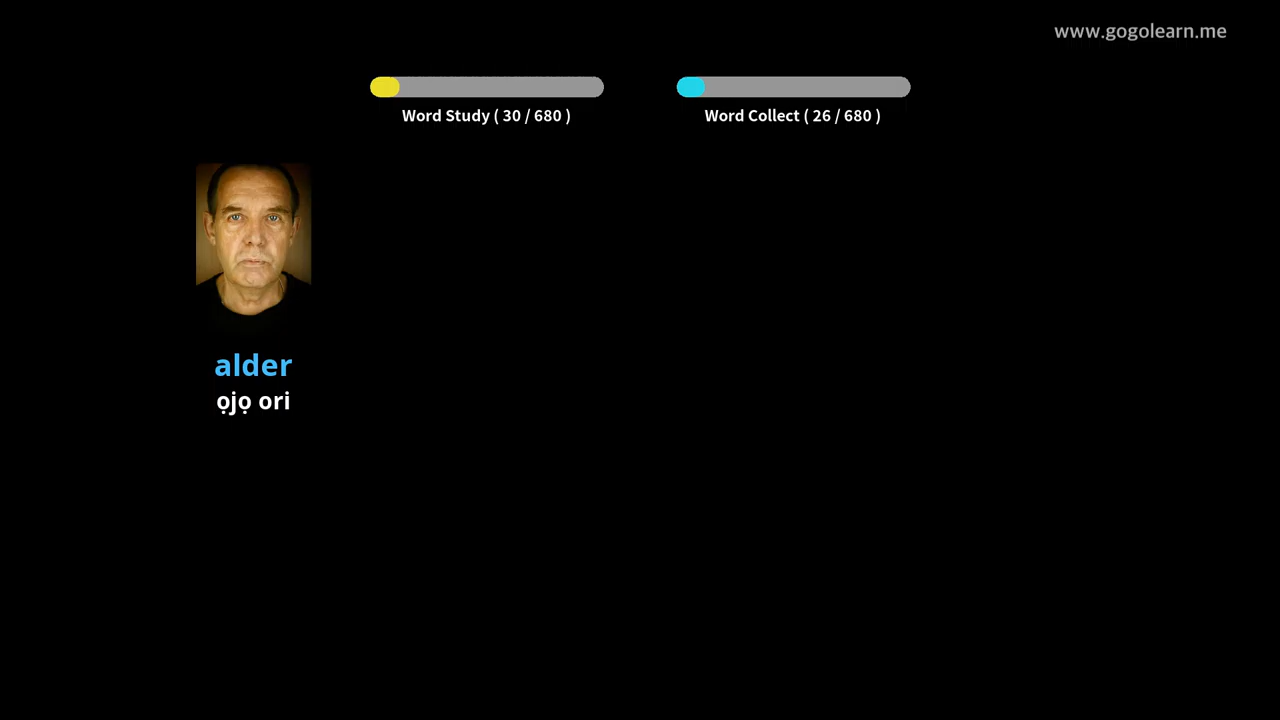 www.gogolearn.me
Word Study ( 30 / 680 )
Word Collect ( 26 / 680 )
alder
ọjọ ori